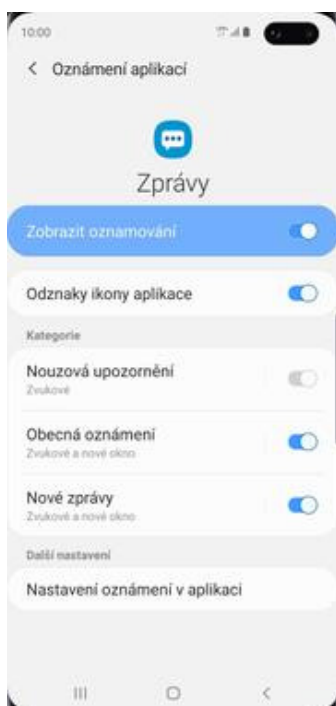 10:00
Oznámení aplikací
Zprávy
Zobrazit oznamování
Odznaky ikony aplikace
Kategorie
Nouzová upozornění
Zvukové
Obecná oznámení
Zvukové a nové okno
Nové zprávy
Zvukové a nové okno
Další nastavení
Nastavení oznámení v aplikaci